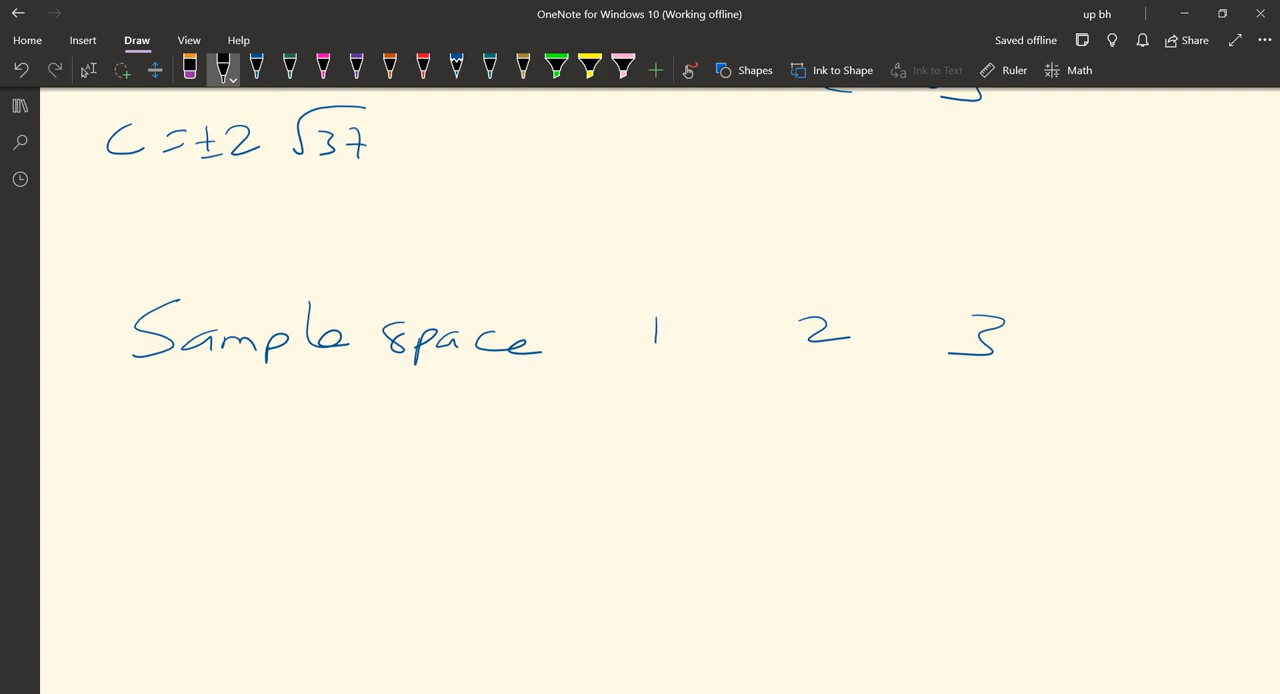 OneNote for Windows 10 (Working offline)
up bh
Home Insert Draw View Help
Saved offline
Share
Shapes
Ink to Shape
Ink to Text
Ruler
Math
C = ±2 √37
Sample space 1 2 3